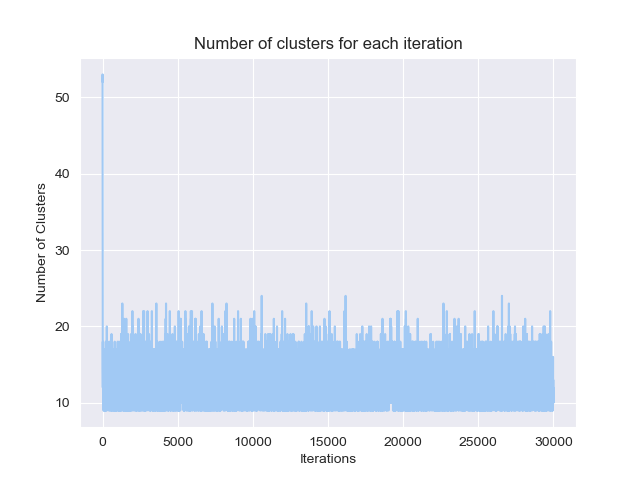 Number of clusters for each iteration
50
40
30
20
10
Number of Clusters
0 5000 10000 15000 20000 25000 30000
Iterations